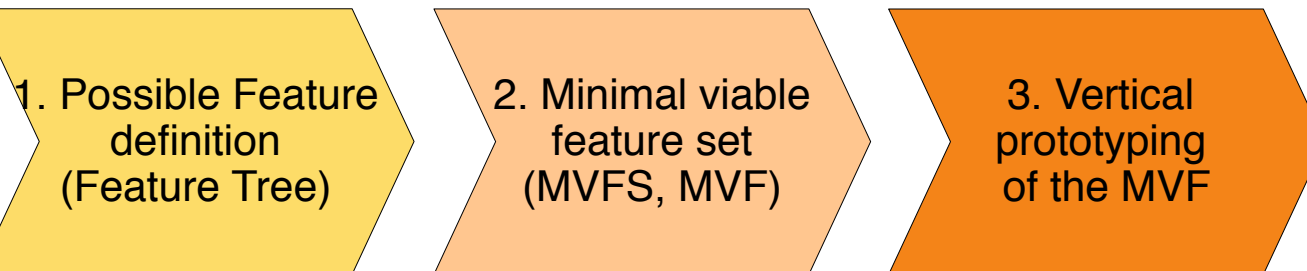 1. Possible Feature
definition
(Feature Tree)
2. Minimal viable
feature set
(MVFS, MVF)
3. Vertical
prototyping
of the MVF